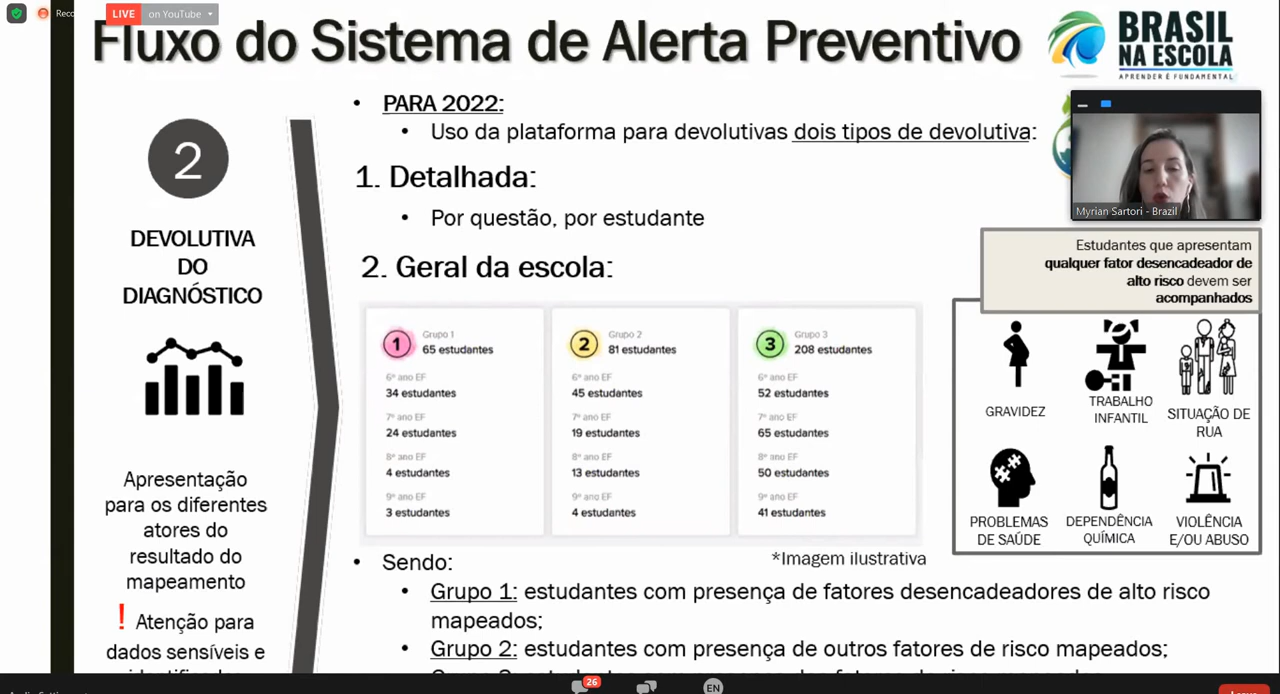 Reco
LIVE on YouTube
Fluxo do Sistema de Alerta Preventivo
BRASIL
NA ESCOLA
APRENDER É FUNDAMENTAL
2
DEVOLUTIVA
DO
DIAGNÓSTICO
Apresentação
para os diferentes
atores do
resultado do
mapeamento
! Atenção para
dados sensíveis e
• PARA 2022:
• Uso da plataforma para devolutivas dois tipos de devolutiva:
1. Detalhada:
• Por questão, por estudante
2. Geral da escola:
1
Grupo 1
65 estudantes
6º ano EF
34 estudantes
7º ano EF
24 estudantes
8º ano EF
4 estudantes
9º ano EF
3 estudantes
2
Grupo 2
81 estudantes
6º ano EF
45 estudantes
7º ano EF
19 estudantes
8º ano EF
13 estudantes
9º ano EF
4 estudantes
3
Grupo 3
208 estudantes
6º ano EF
52 estudantes
7º ano EF
65 estudantes
8º ano EF
50 estudantes
9º ano EF
41 estudantes
*Imagem ilustrativa
• Sendo:
• Grupo 1: estudantes com presença de fatores desencadeadores de alto risco
mapeados;
• Grupo 2: estudantes com presença de outros fatores de risco mapeados;
Myrian Sartori - Brazil
Estudantes que apresentam
qualquer fator desencadeador de
alto risco devem ser
acompanhados
GRAVIDEZ
TRABALHO
INFANTIL
SITUAÇÃO DE
RUA
PROBLEMAS
DE SAÚDE
DEPENDÊNCIA
QUÍMICA
VIOLÊNCIA
E/OU ABUSO
26
EN